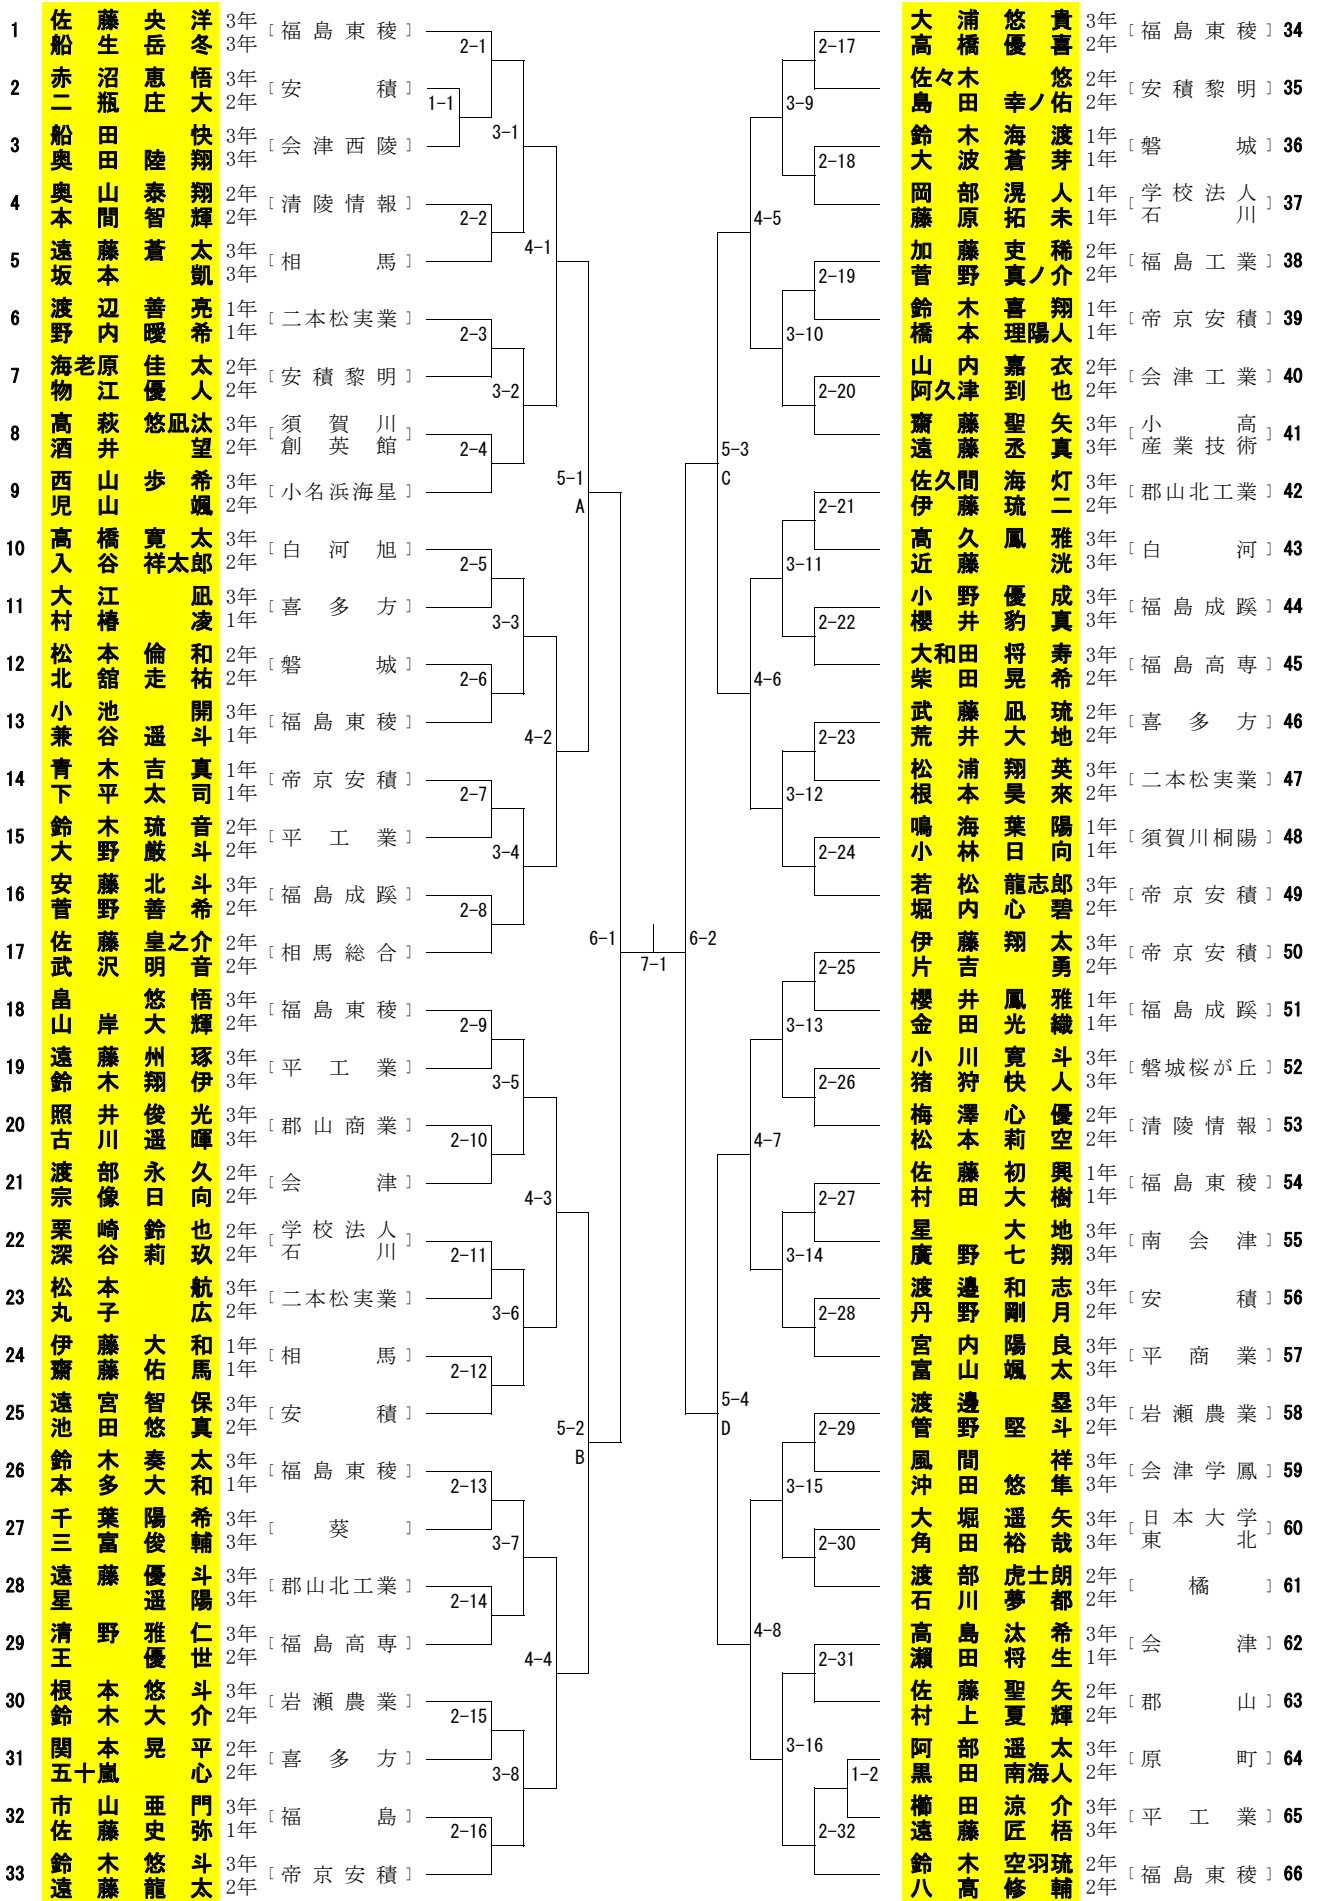 1 佐藤央洋 3年 [福島東稜]
船生岳冬 3年
2 赤沼恵悟 3年 [安積]
二瓶庄大 2年
3 船田快 3年 [会津西陵]
奥田陸翔 3年
4 奥山泰翔 2年 [清陵情報]
本間智輝 2年
5 遠藤蒼太 3年 [相馬]
坂本凱 3年
6 渡辺善亮 1年 [二本松実業]
野内曖希 1年
7 海老原佳太 2年 [安積黎明]
物江優人 2年
8 髙萩悠凪汰 3年 [須賀川
酒井望 2年 創英館]
9 西山歩希 3年 [小名浜海星]
児山颯 2年
10 高橋寛太 3年 [白河旭]
入谷祥太郎 2年
11 大江凪 3年 [喜多方]
村椿凌 1年
12 松本倫和 2年 [磐城]
北舘走祐 2年
13 小池開 3年 [福島東稜]
兼谷遥斗 1年
14 青木吉真 1年 [帝京安積]
下平太司 1年
15 鈴木琉音 2年 [平工業]
大野厳斗 2年
16 安藤北斗 3年 [福島成蹊]
菅野善希 2年
17 佐藤皇之介 2年 [相馬総合]
武沢明音 2年
18 畠悠悟 3年 [福島東稜]
山岸大輝 2年
19 遠藤州琢 3年 [平工業]
鈴木翔伊 3年
20 照井俊光 3年 [郡山商業]
古川遥暉 3年
21 渡部永久 2年 [会津]
宗像日向 2年
22 栗崎鈴也 2年 [学校法人
深谷莉玖 2年 石川]
23 松本航 3年 [二本松実業]
丸子広 2年
24 伊藤大和 1年 [相馬]
齋藤佑馬 1年
25 遠宮智保 3年 [安積]
池田悠真 2年
26 鈴木奏太 3年 [福島東稜]
本多大和 1年
27 千葉陽希 3年 [葵]
三富俊輔 3年
28 遠藤優斗 3年 [郡山北工業]
星遥陽 3年
29 清野雅仁 3年 [福島高専]
王優世 2年
30 根本悠斗 3年 [岩瀬農業]
鈴木大介 2年
31 関本晃平 2年 [喜多方]
五十嵐心 2年
32 市山亜門 3年 [福島]
佐藤史弥 1年
33 鈴木悠斗 3年 [帝京安積]
遠藤龍太 2年
1-1
2-1
2-2
2-3
2-4
2-5
2-6
2-7
2-8
2-9
2-10
2-11
2-12
2-13
2-14
2-15
2-16
3-1
3-2
3-3
3-4
3-5
3-6
3-7
3-8
4-1
4-2
4-3
4-4
5-1
A
5-2
B
6-1
7-1
6-2
5-3
C
5-4
D
4-5
4-6
4-7
4-8
3-9
3-10
3-11
3-12
3-13
3-14
3-15
3-16
2-17
2-18
2-19
2-20
2-21
2-22
2-23
2-24
2-25
2-26
2-27
2-28
2-29
2-30
2-31
2-32
1-2
大浦悠貴 3年 [福島東稜] 34
高橋優喜 2年
佐々木悠 2年 [安積黎明] 35
島田幸ノ佑 2年
鈴木海渡 1年 [磐城] 36
大波蒼芽 1年
岡部滉人 1年 [学校法人
藤原拓未 1年 石川] 37
加藤吏稀 2年 [福島工業] 38
菅野真ノ介 2年
鈴木喜翔 1年 [帝京安積] 39
橋本理陽人 1年
山内嘉衣 2年 [会津工業] 40
阿久津到也 2年
齋藤聖矢 3年 [小高
遠藤丞真 3年 産業技術] 41
佐久間海灯 3年 [郡山北工業] 42
伊藤琉二 2年
高久鳳雅 3年 [白河] 43
近藤洸 3年
小野優成 3年 [福島成蹊] 44
櫻井豹真 3年
大和田将寿 3年 [福島高専] 45
柴田晃希 2年
武藤凪琉 2年 [喜多方] 46
荒井大地 2年
松浦翔英 3年 [二本松実業] 47
根本昊來 2年
鳴海葉陽 1年 [須賀川桐陽] 48
小林日向 1年
若松龍志郎 3年 [帝京安積] 49
堀内心碧 2年
伊藤翔太 3年 [帝京安積] 50
片吉勇 2年
櫻井鳳雅 1年 [福島成蹊] 51
金田光織 1年
小川寛斗 3年 [磐城桜が丘] 52
猪狩快人 3年
梅澤心優 2年 [清陵情報] 53
松本莉空 2年
佐藤初興 1年 [福島東稜] 54
村田大樹 1年
星大地 3年 [南会津] 55
廣野七翔 3年
渡邉和志 3年 [安積] 56
丹野剛月 2年
宮内陽良 3年 [平商業] 57
富山颯太 3年
渡邊塁 3年 [岩瀬農業] 58
管野堅斗 2年
風間祥 3年 [会津学鳳] 59
沖田悠隼 3年
大堀遥矢 3年 [日本大学
角田裕哉 3年 東北] 60
渡部虎士朗 2年 [橘] 61
石川夢都 2年
高島汰希 3年 [会津] 62
瀬田将生 1年
佐藤聖矢 2年 [郡山] 63
村上夏輝 2年
阿部遥太 3年 [原町] 64
黒田南海人 2年
櫛田涼介 3年 [平工業] 65
遠藤匠梧 3年
鈴木空羽琉 2年 [福島東稜] 66
八髙修輔 2年